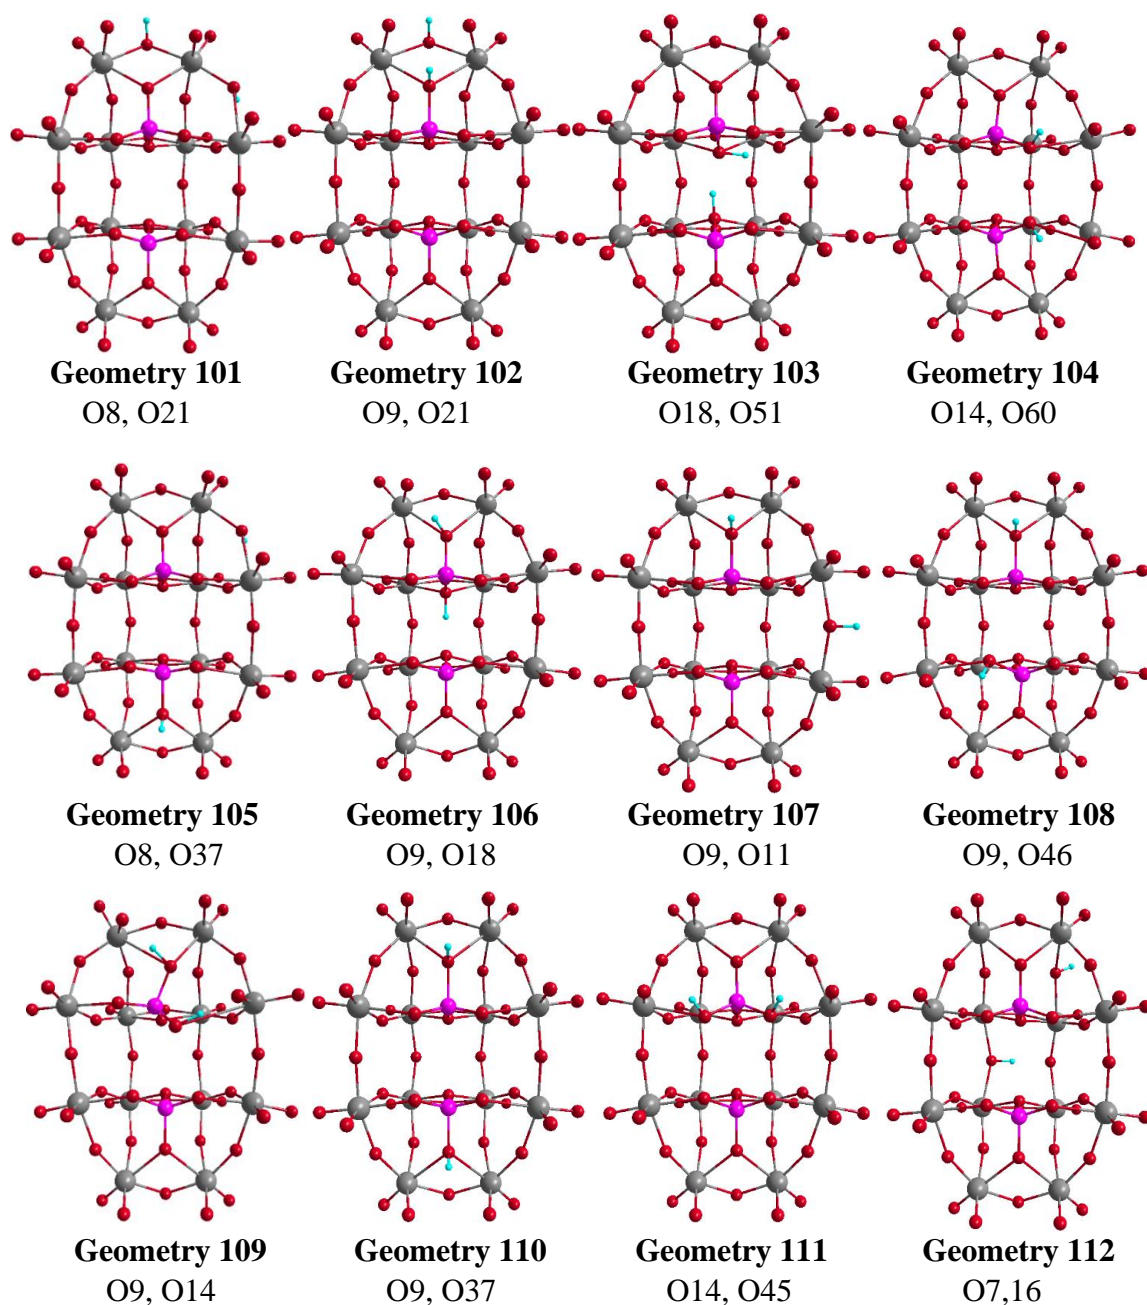 Geometry 101 Geometry 102 Geometry 103 Geometry 104
O8, O21 O9, O21 O18, O51 O14, O60
Geometry 105 Geometry 106 Geometry 107 Geometry 108
O8, O37 O9, O18 O9, O11 O9, O46
Geometry 109 Geometry 110 Geometry 111 Geometry 112
O9, O14 O9, O37 O14, O45 O7,16